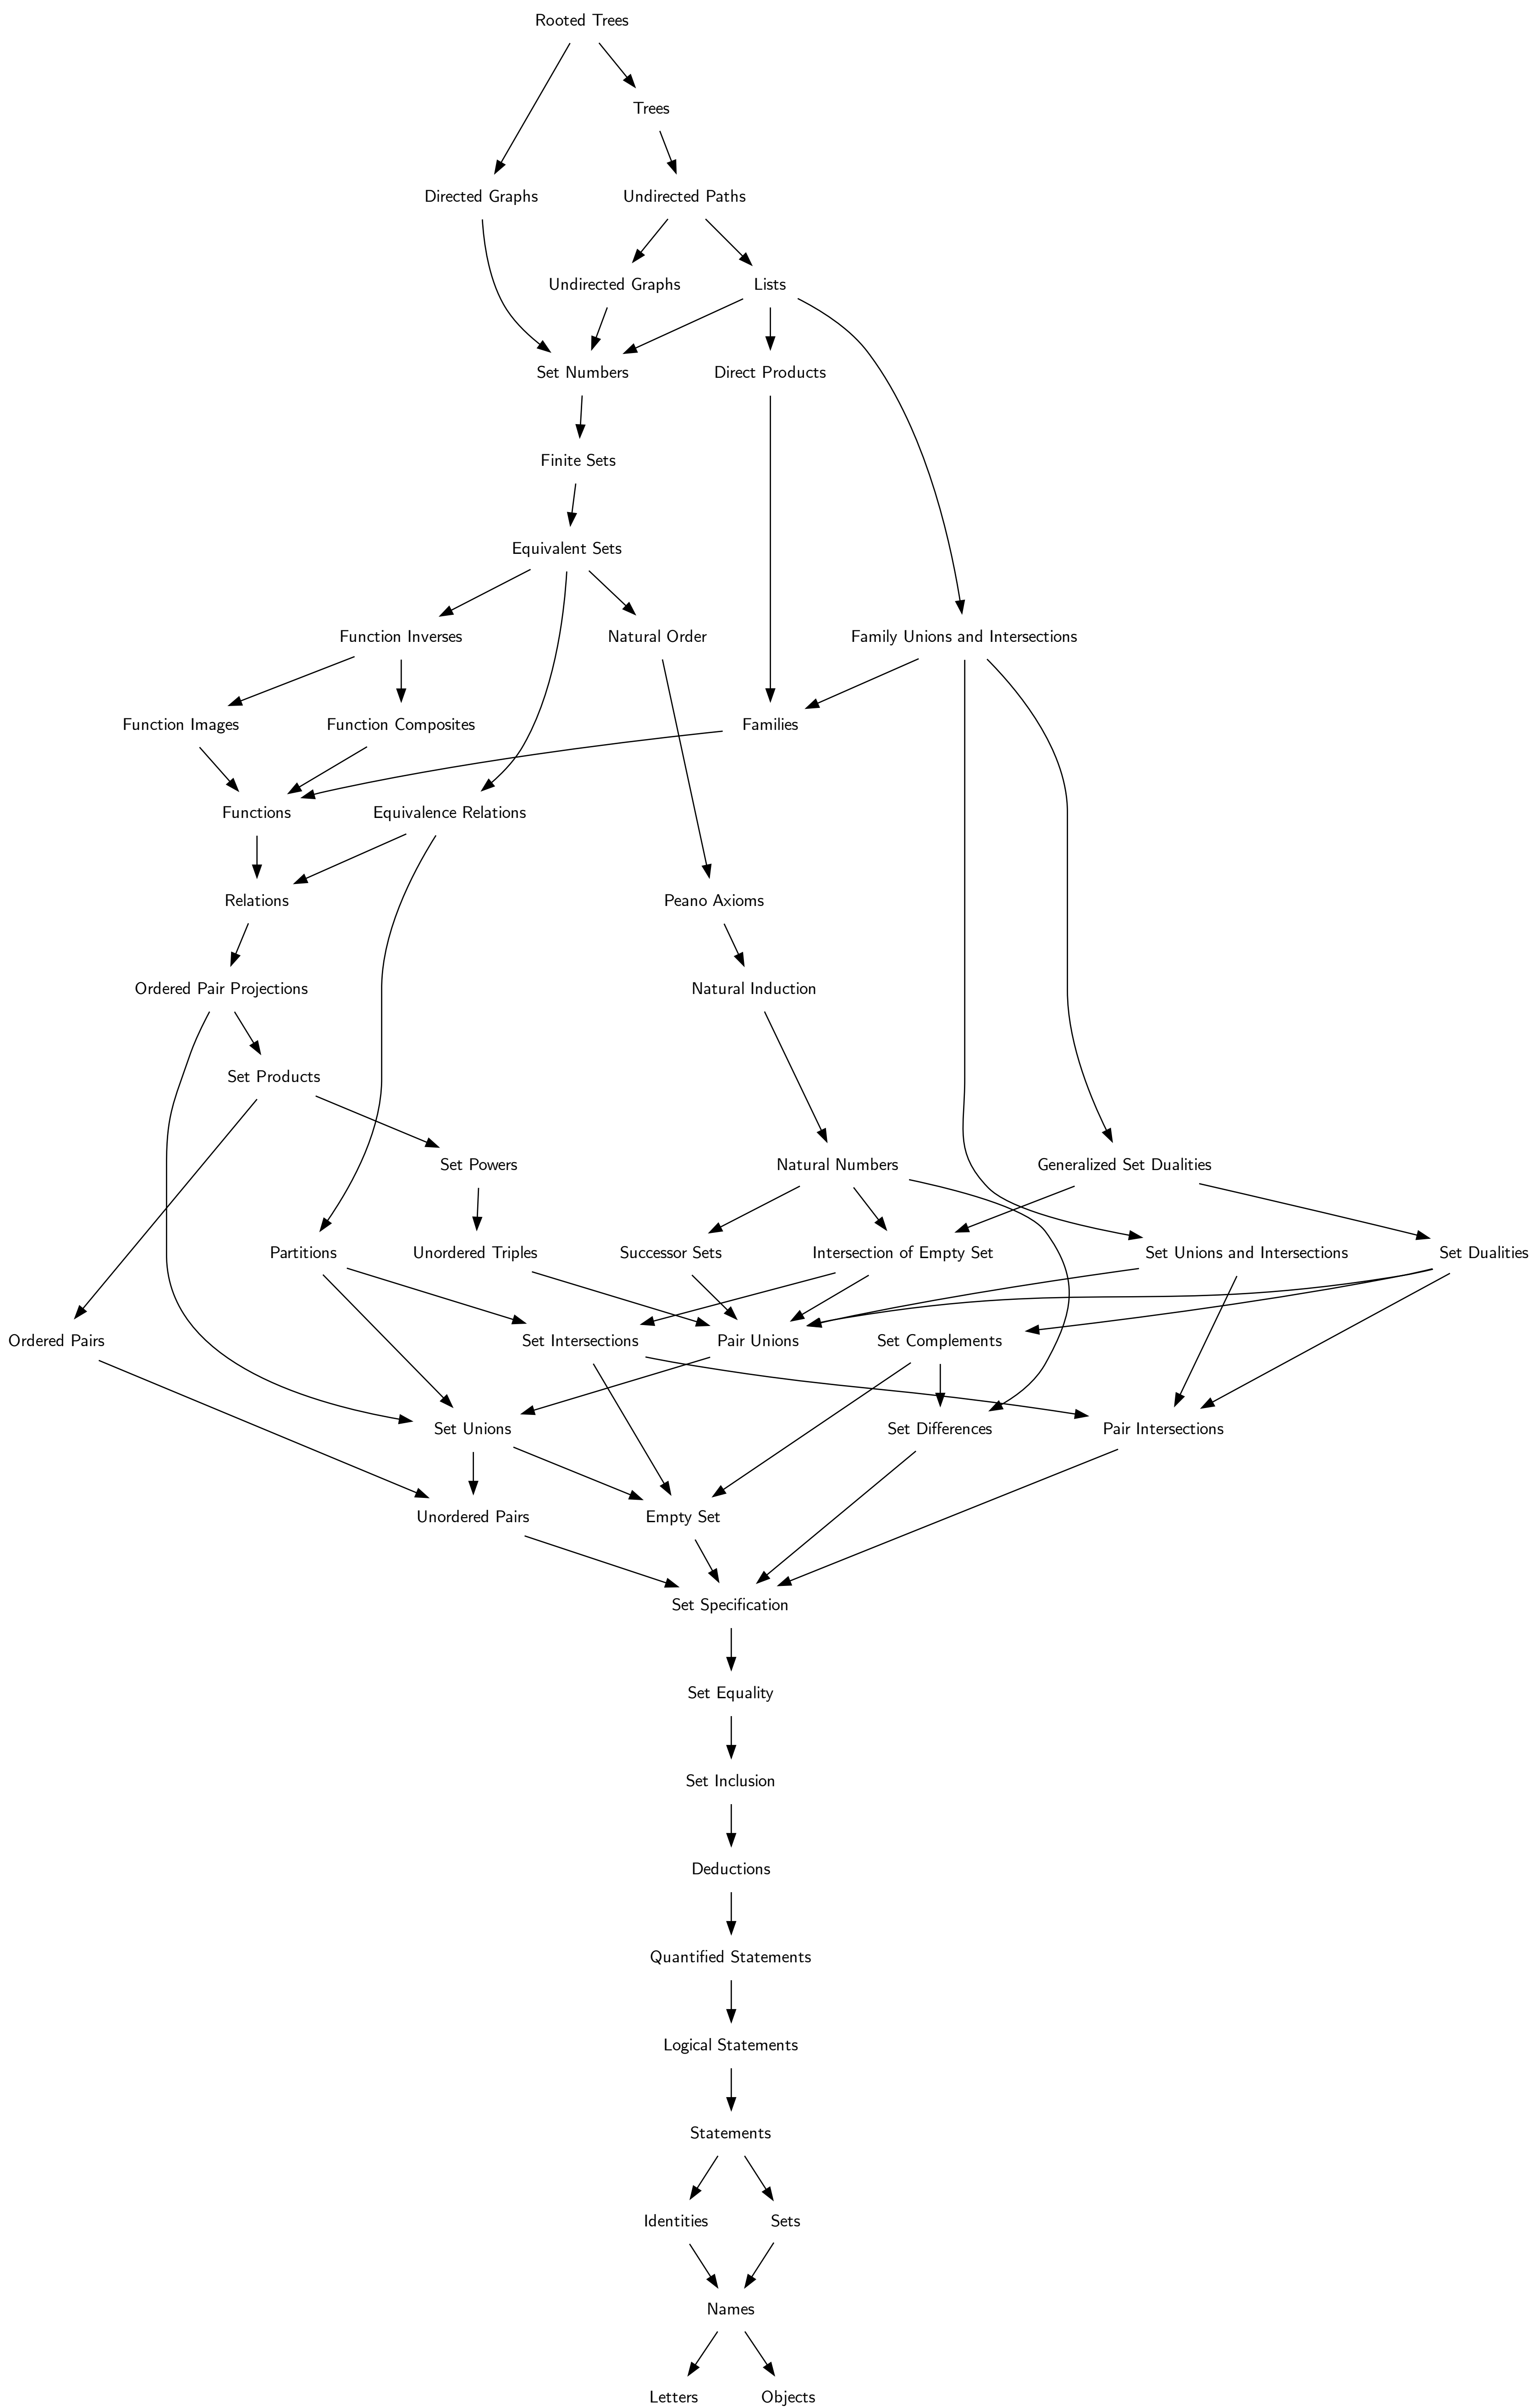 Rooted Trees
Trees
Directed Graphs
Undirected Paths
Undirected Graphs
Lists
Set Numbers
Direct Products
Finite Sets
Equivalent Sets
Function Inverses
Natural Order
Family Unions and Intersections
Function Images
Function Composites
Families
Functions
Equivalence Relations
Relations
Peano Axioms
Ordered Pair Projections
Natural Induction
Set Products
Set Powers
Natural Numbers
Generalized Set Dualities
Partitions
Unordered Triples
Successor Sets
Intersection of Empty Set
Set Unions and Intersections
Set Dualities
Ordered Pairs
Set Intersections
Pair Unions
Set Complements
Set Unions
Set Differences
Pair Intersections
Unordered Pairs
Empty Set
Set Specification
Set Equality
Set Inclusion
Deductions
Quantified Statements
Logical Statements
Statements
Identities
Sets
Names
Letters
Objects